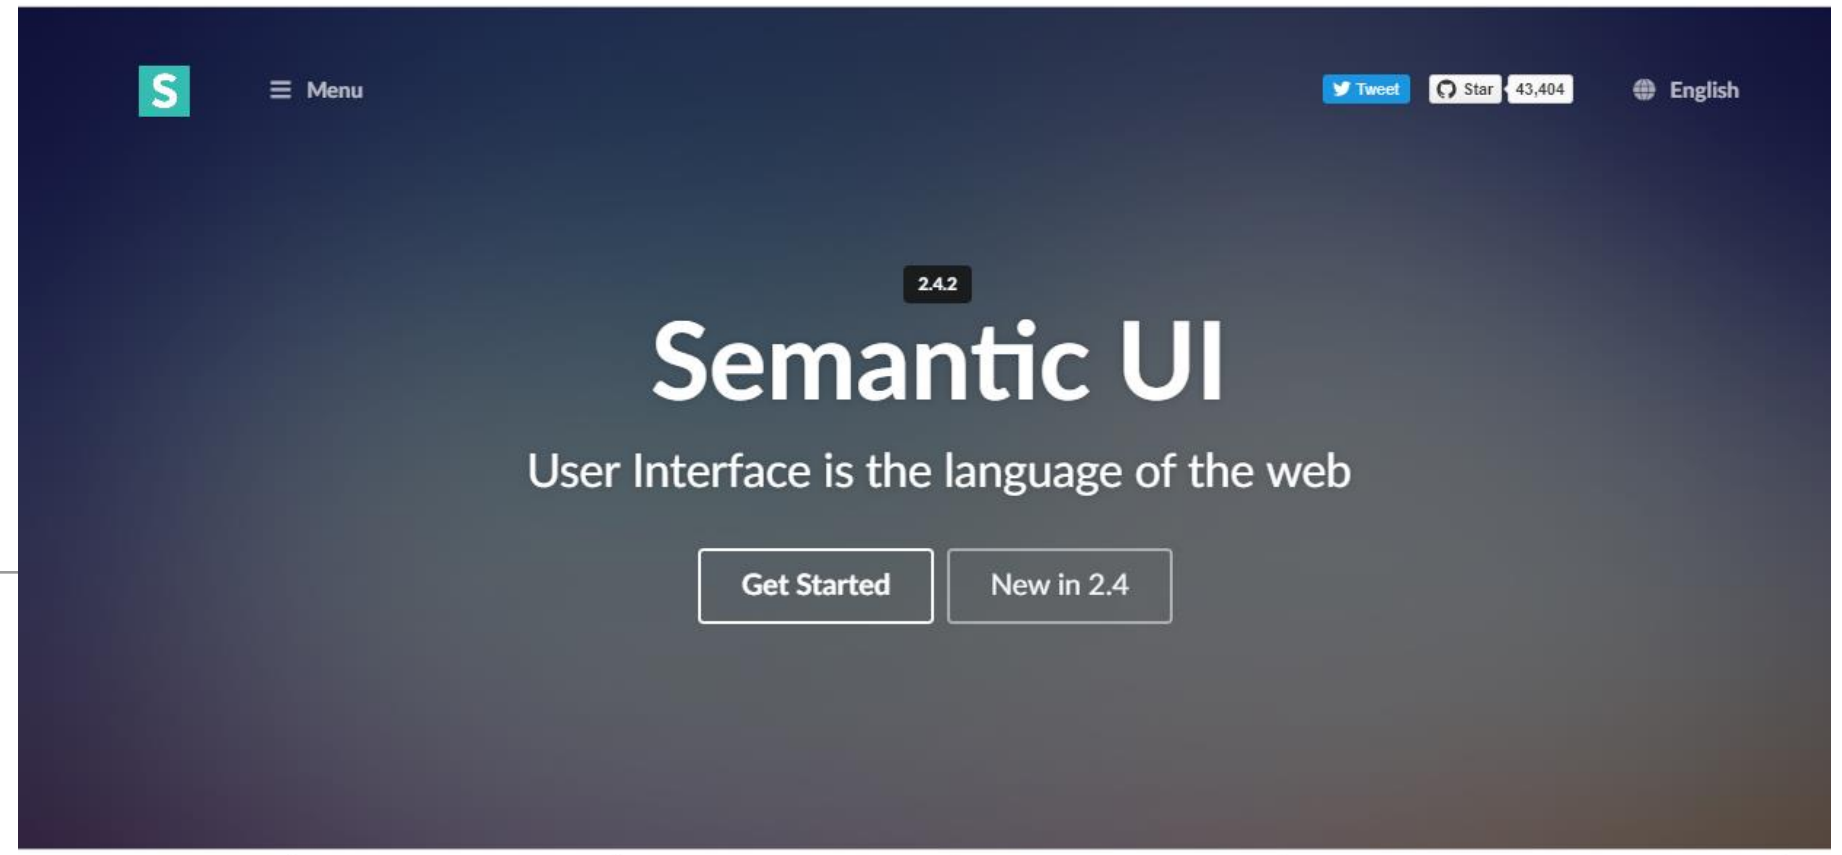 S
Menu
Tweet
Star
43,404
English
2.4.2
Semantic UI
User Interface is the language of the web
Get Started
New in 2.4